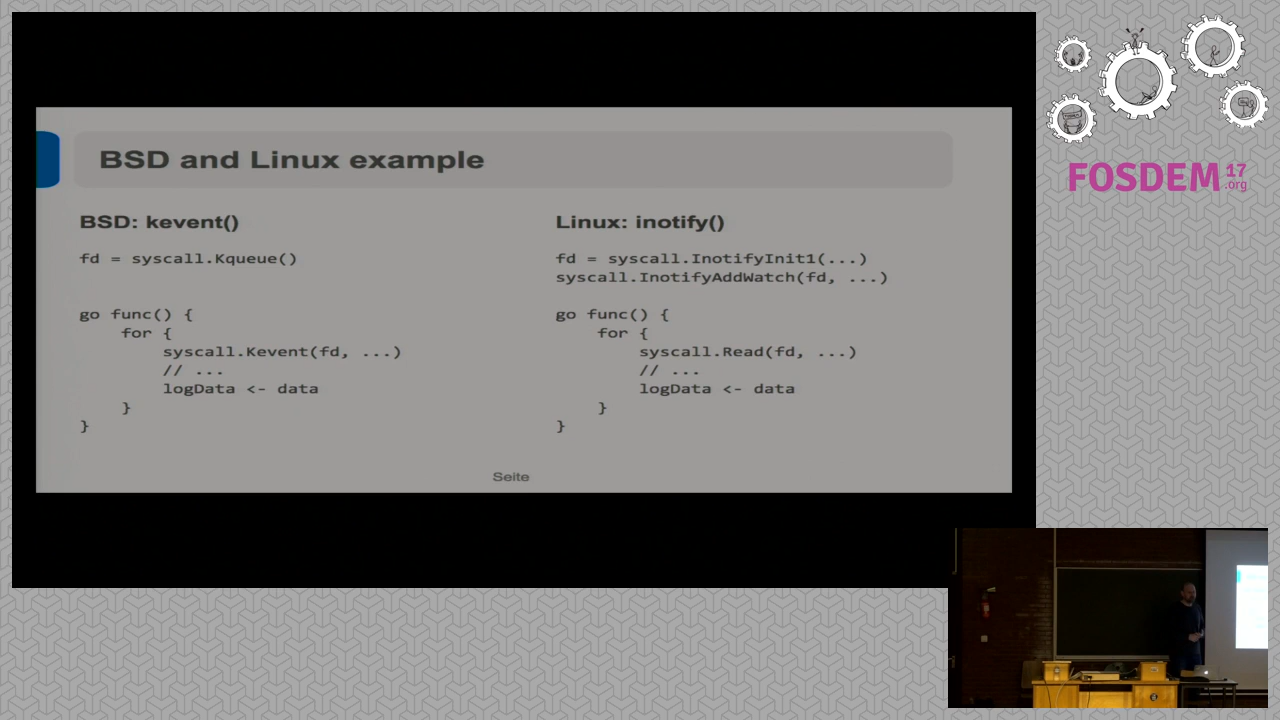 BSD and Linux example
BSD: kevent()
fd = syscall.Kqueue()
go func() {
for {
syscall.Kevent(fd, ...)
// ...
logData <- data
}
}
Linux: inotify()
fd = syscall.InotifyInit1(...)
syscall.InotifyAddWatch(fd, ...)
go func() {
for {
syscall.Read(fd, ...)
// ...
logData <- data
}
}
Seite
FOSDEM 17
.org